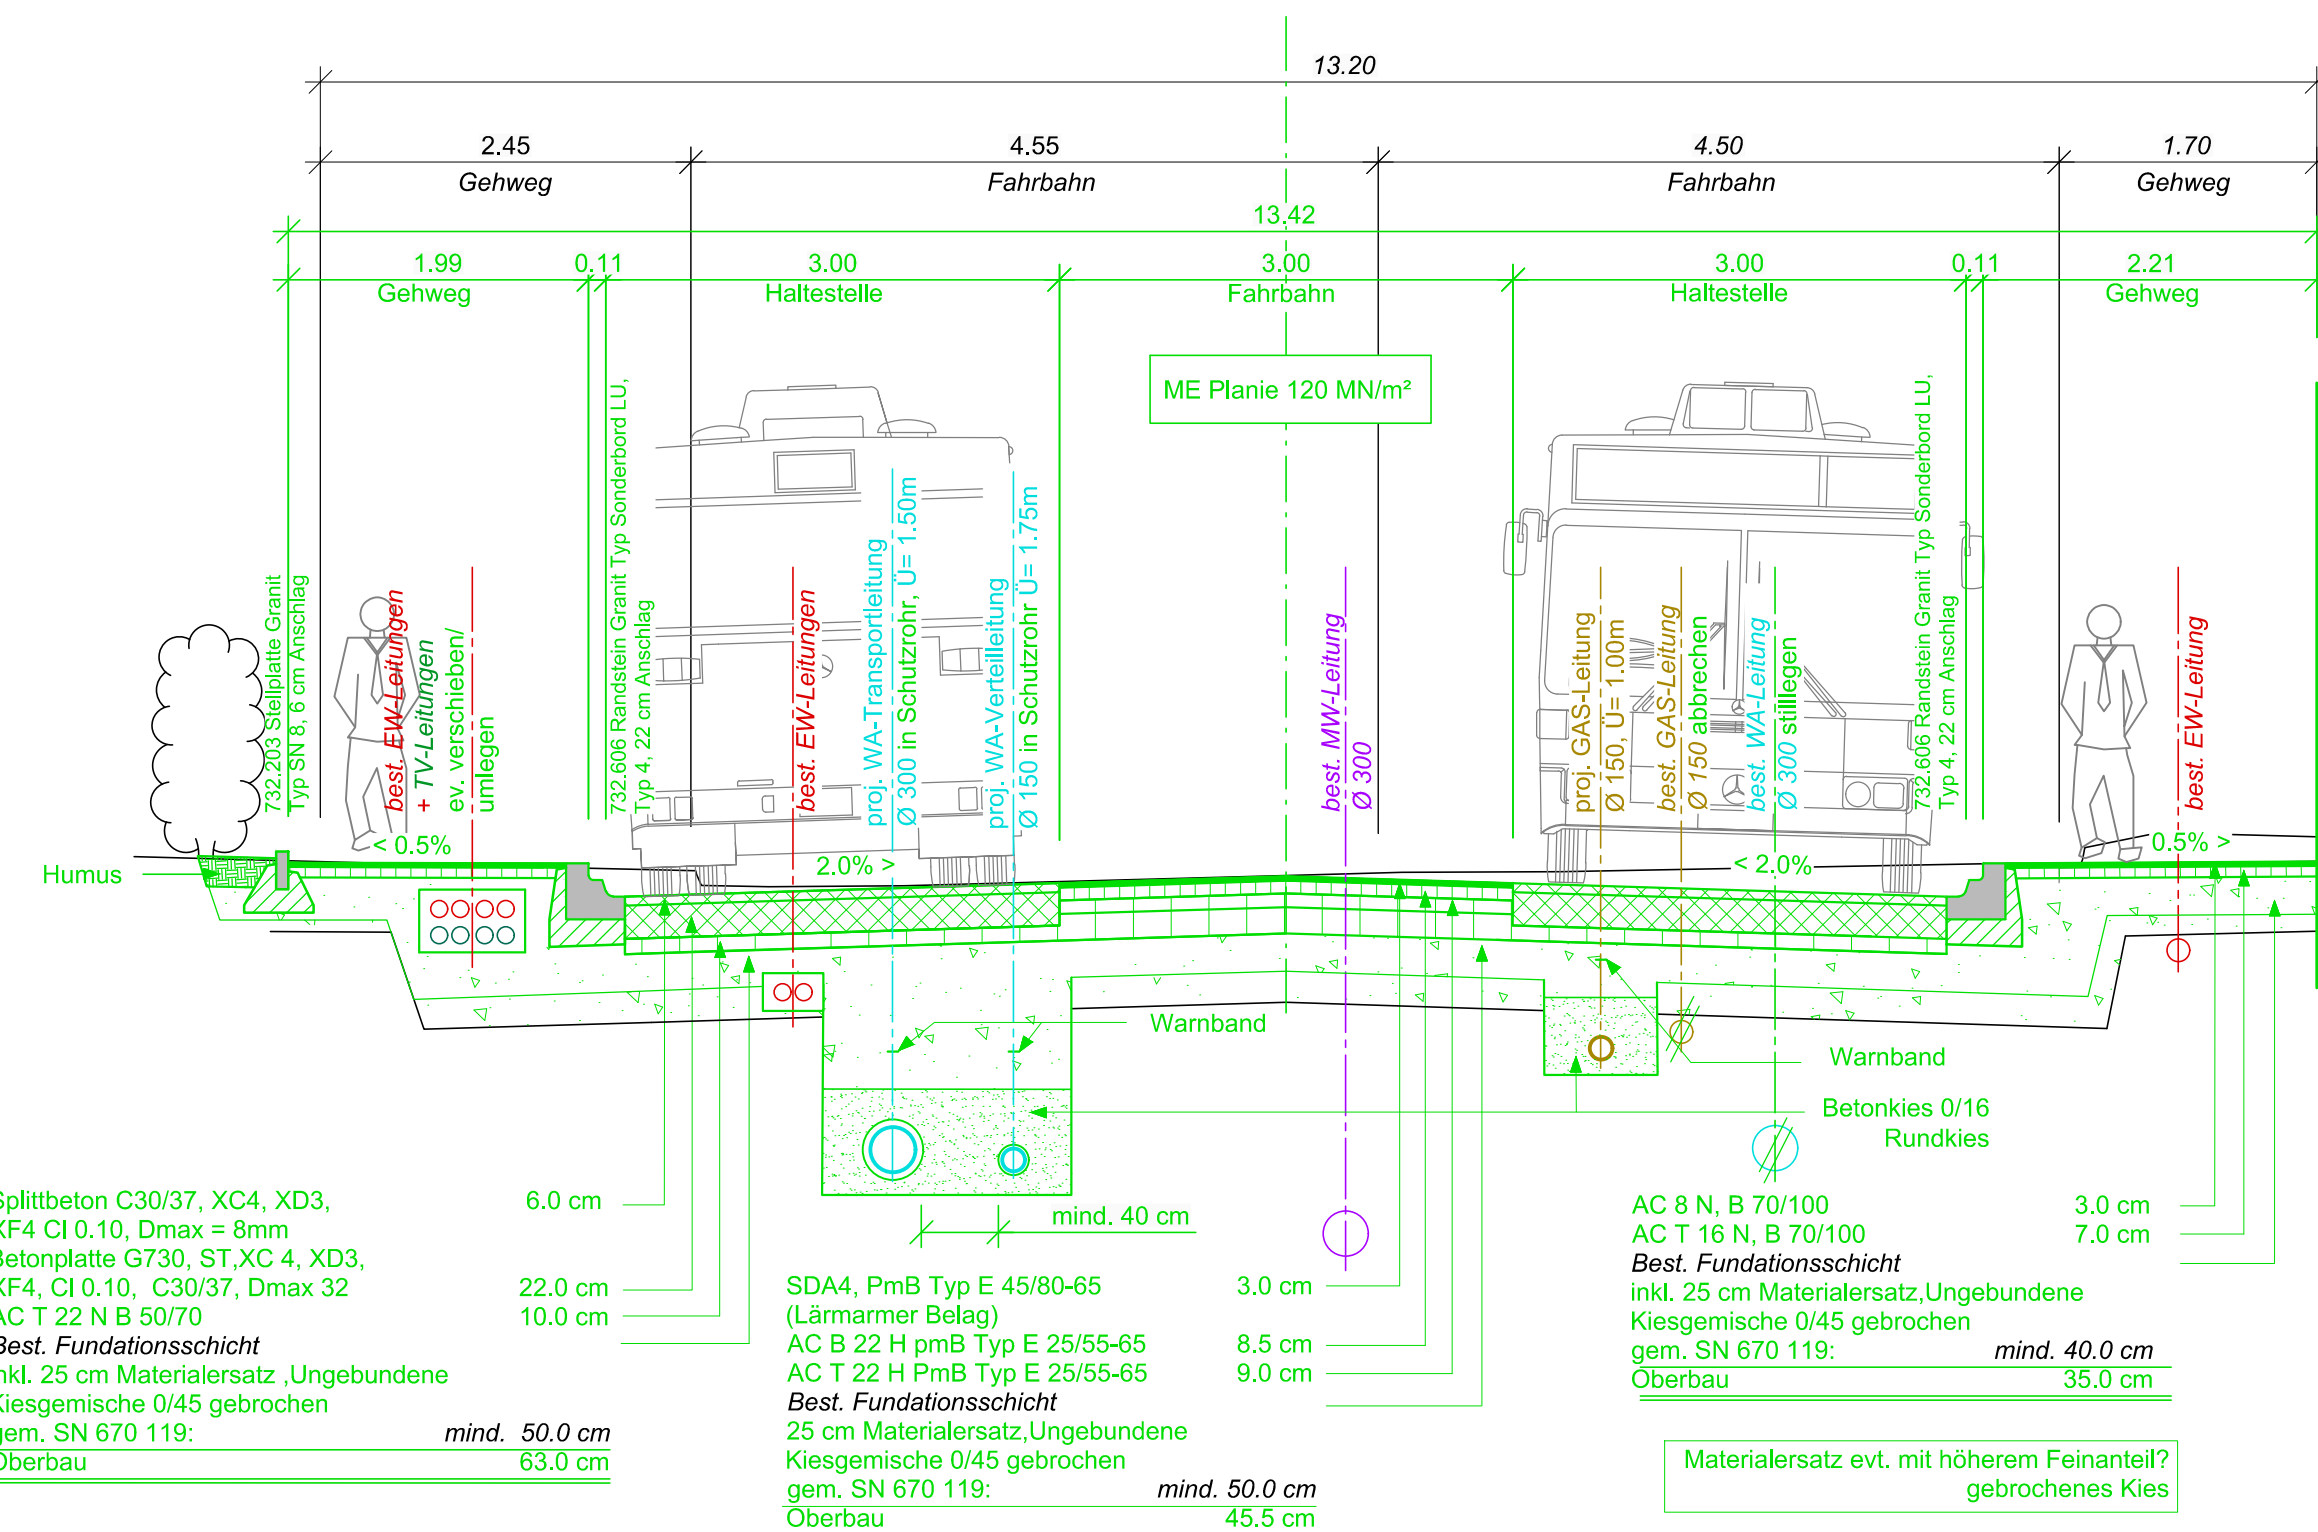 13.20
2.45
4.55
4.50
1.70
Gehweg
Fahrbahn
Fahrbahn
Gehweg
13.42
1.99
0.11
3.00
3.00
3.00
0.11
2.21
Gehweg
Haltestelle
Fahrbahn
Haltestelle
Gehweg
ME Planie 120 MN/m²
732.203 Stellplatte Granit
Typ SN 8, 6 cm Anschlag
best. EW-Leitungen
+ TV-Leitungen
ev. verschieben/
umlegen
732.606 Randstein Granit Typ Sonderbord LU,
Typ 4, 22 cm Anschlag
best. EW-Leitungen
proj. WA-Transportleitung
Ø 300 in Schutzrohr, Ü= 1.50m
proj. WA-Verteilleitung
Ø 150 in Schutzrohr Ü= 1.75m
best. MW-Leitung
Ø 300
proj. GAS-Leitung
Ø 150, Ü= 1.00m
best. GAS-Leitung
Ø 150 abbrechen
best. WA-Leitung
Ø 300 stilllegen
732.606 Randstein Granit Typ Sonderbord LU,
Typ 4, 22 cm Anschlag
best. EW-Leitung
< 0.5%
2.0% >
< 2.0%
0.5% >
Humus
Warnband
Warnband
Betonkies 0/16
Rundkies
mind. 40 cm
Splittbeton C30/37, XC4, XD3, 6.0 cm
XF4 Cl 0.10, Dmax = 8mm
Betonplatte G730, ST,XC 4, XD3,
XF4, Cl 0.10, C30/37, Dmax 32 22.0 cm
AC T 22 N B 50/70 10.0 cm
Best. Fundationsschicht
inkl. 25 cm Materialersatz ,Ungebundene
Kiesgemische 0/45 gebrochen
gem. SN 670 119: mind. 50.0 cm
Oberbau 63.0 cm
SDA4, PmB Typ E 45/80-65 3.0 cm
(Lärmarmer Belag)
AC B 22 H pmB Typ E 25/55-65 8.5 cm
AC T 22 H PmB Typ E 25/55-65 9.0 cm
Best. Fundationsschicht
25 cm Materialersatz,Ungebundene
Kiesgemische 0/45 gebrochen
gem. SN 670 119: mind. 50.0 cm
Oberbau 45.5 cm
AC 8 N, B 70/100 3.0 cm
AC T 16 N, B 70/100 7.0 cm
Best. Fundationsschicht
inkl. 25 cm Materialersatz,Ungebundene
Kiesgemische 0/45 gebrochen
gem. SN 670 119: mind. 40.0 cm
Oberbau 35.0 cm
Materialersatz evt. mit höherem Feinanteil?
gebrochenes Kies